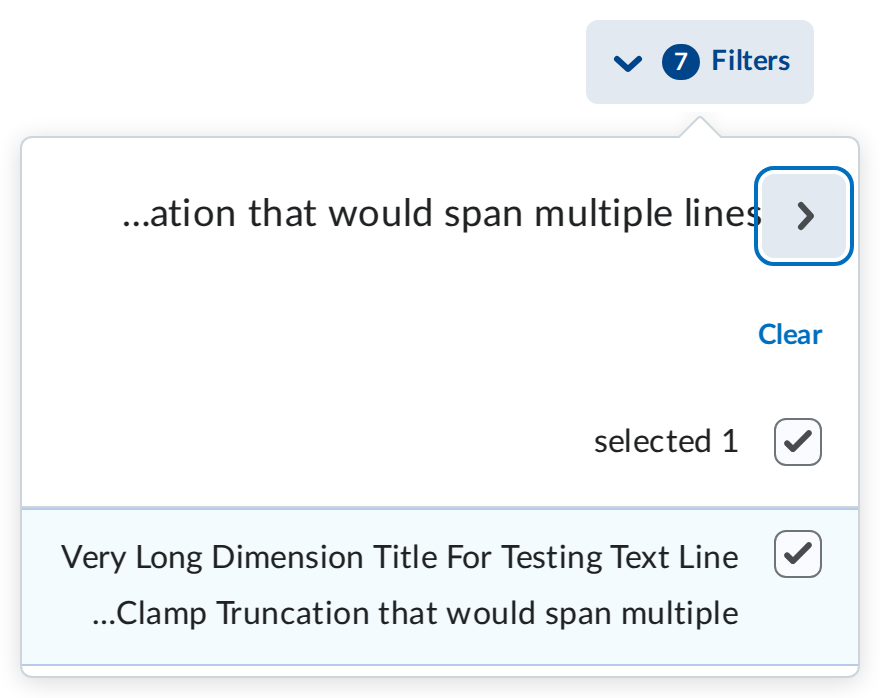 7 Filters
...ation that would span multiple lines
Clear
selected 1
Very Long Dimension Title For Testing Text Line
...Clamp Truncation that would span multiple